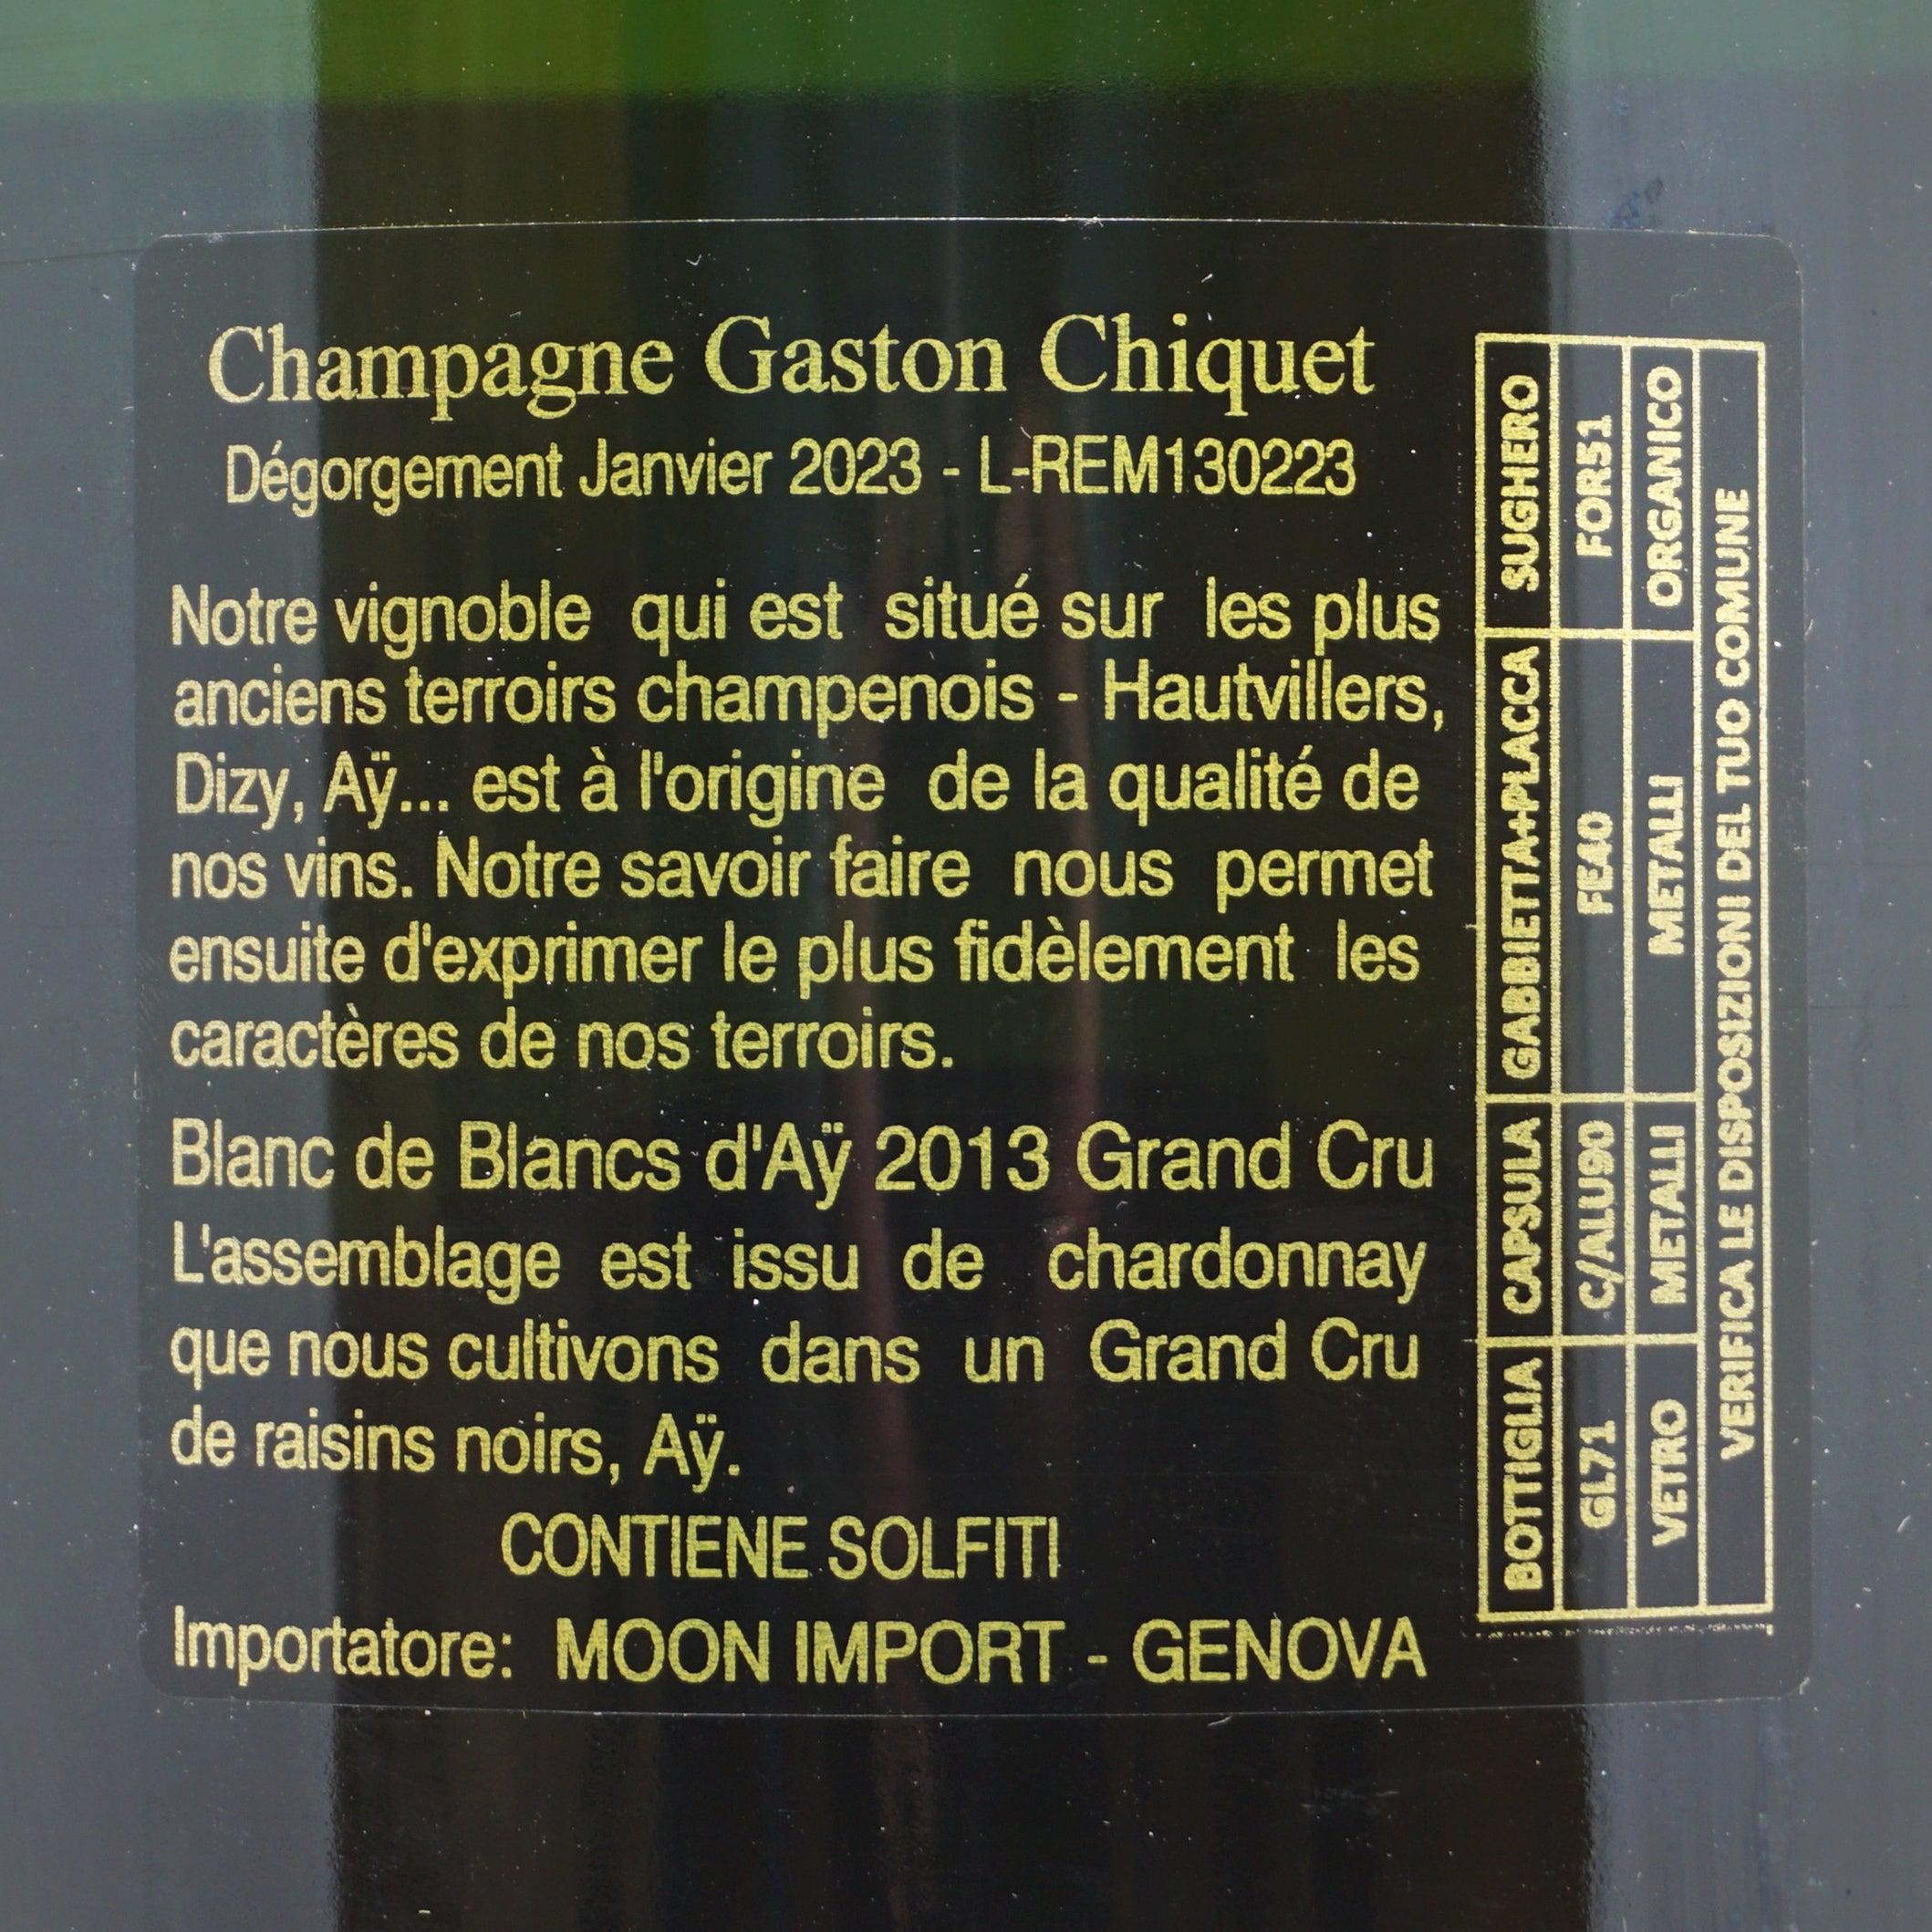 Champagne Gaston Chiquet
Dégorgement Janvier 2023 - L-REM130223
Notre vignoble qui est situé sur les plus
anciens terroirs champenois - Hautvillers,
Dizy, Aÿ... est à l'origine de la qualité de
nos vins. Notre savoir faire nous permet
ensuite d'exprimer le plus fidèlement les
caractères de nos terroirs.
Blanc de Blancs d'Aÿ 2013 Grand Cru
L'assemblage est issu de chardonnay
que nous cultivons dans un Grand Cru
de raisins noirs, Aÿ.
CONTIENE SOLFITI
Importatore: MOON IMPORT - GENOVA
BOTTIGLIA CAPSULA GABBIETTA+PLACCA SUGHERO
GL71 C/ALU90 FE40 FOR51
VETRO METALLI METALLI ORGANICO
VERIFICA LE DISPOSIZIONI DEL TUO COMUNE